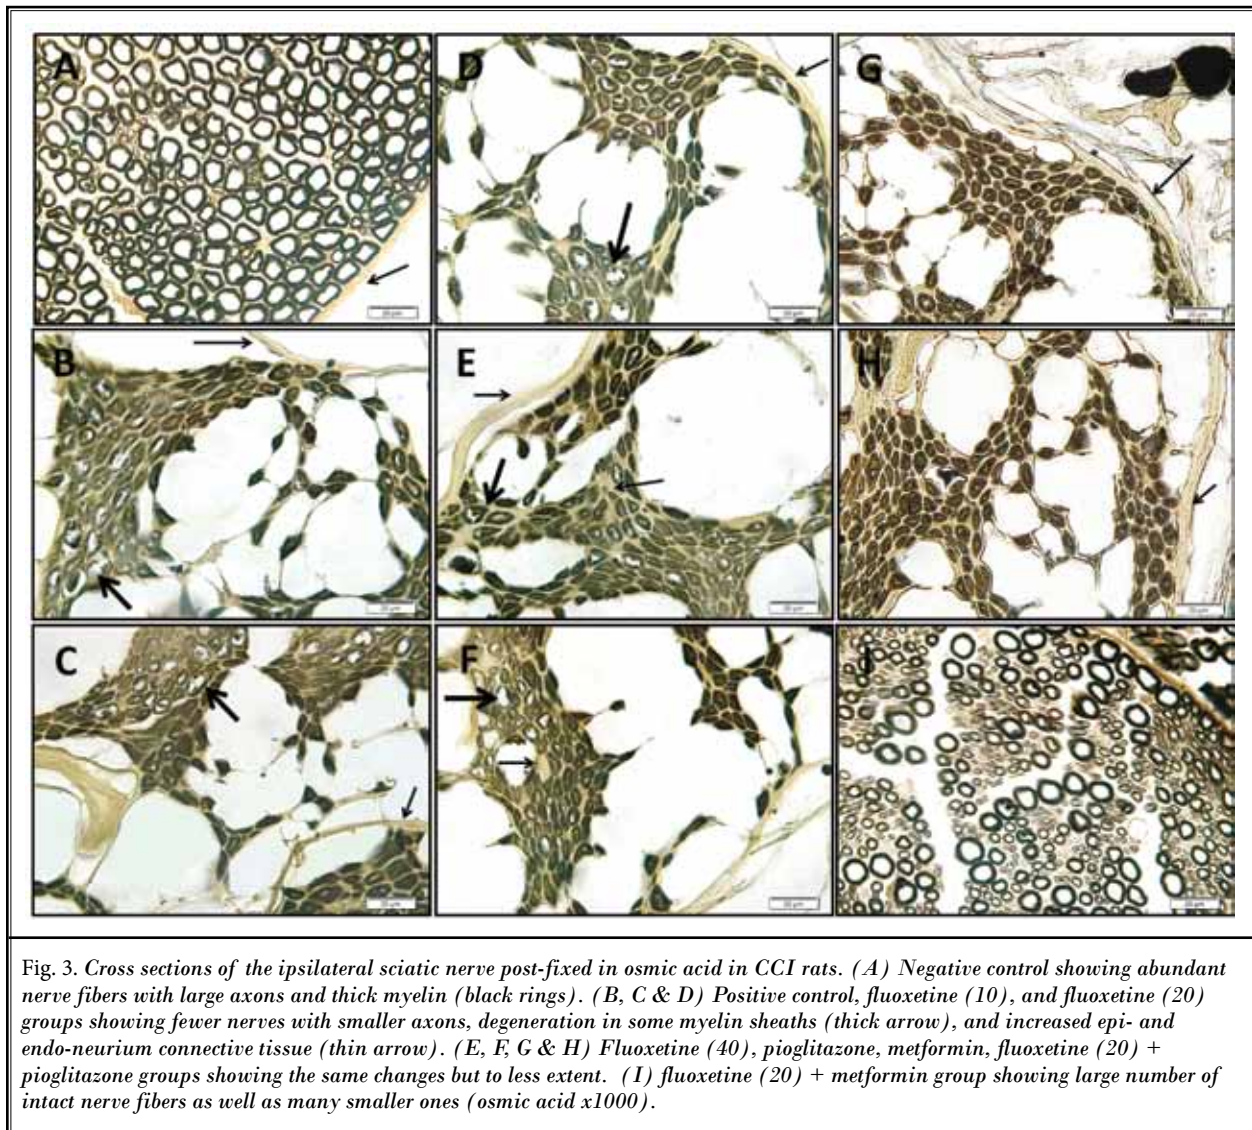 A
D
G
B
E
H
C
F
I
Fig. 3. Cross sections of the ipsilateral sciatic nerve post-fixed in osmic acid in CCI rats. (A) Negative control showing abundant
nerve fibers with large axons and thick myelin (black rings). (B, C & D) Positive control, fluoxetine (10), and fluoxetine (20)
groups showing fewer nerves with smaller axons, degeneration in some myelin sheaths (thick arrow), and increased epi- and
endo-neurium connective tissue (thin arrow). (E, F, G & H) Fluoxetine (40), pioglitazone, metformin, fluoxetine (20) +
pioglitazone groups showing the same changes but to less extent. (I) fluoxetine (20) + metformin group showing large number of
intact nerve fibers as well as many smaller ones (osmic acid x1000).